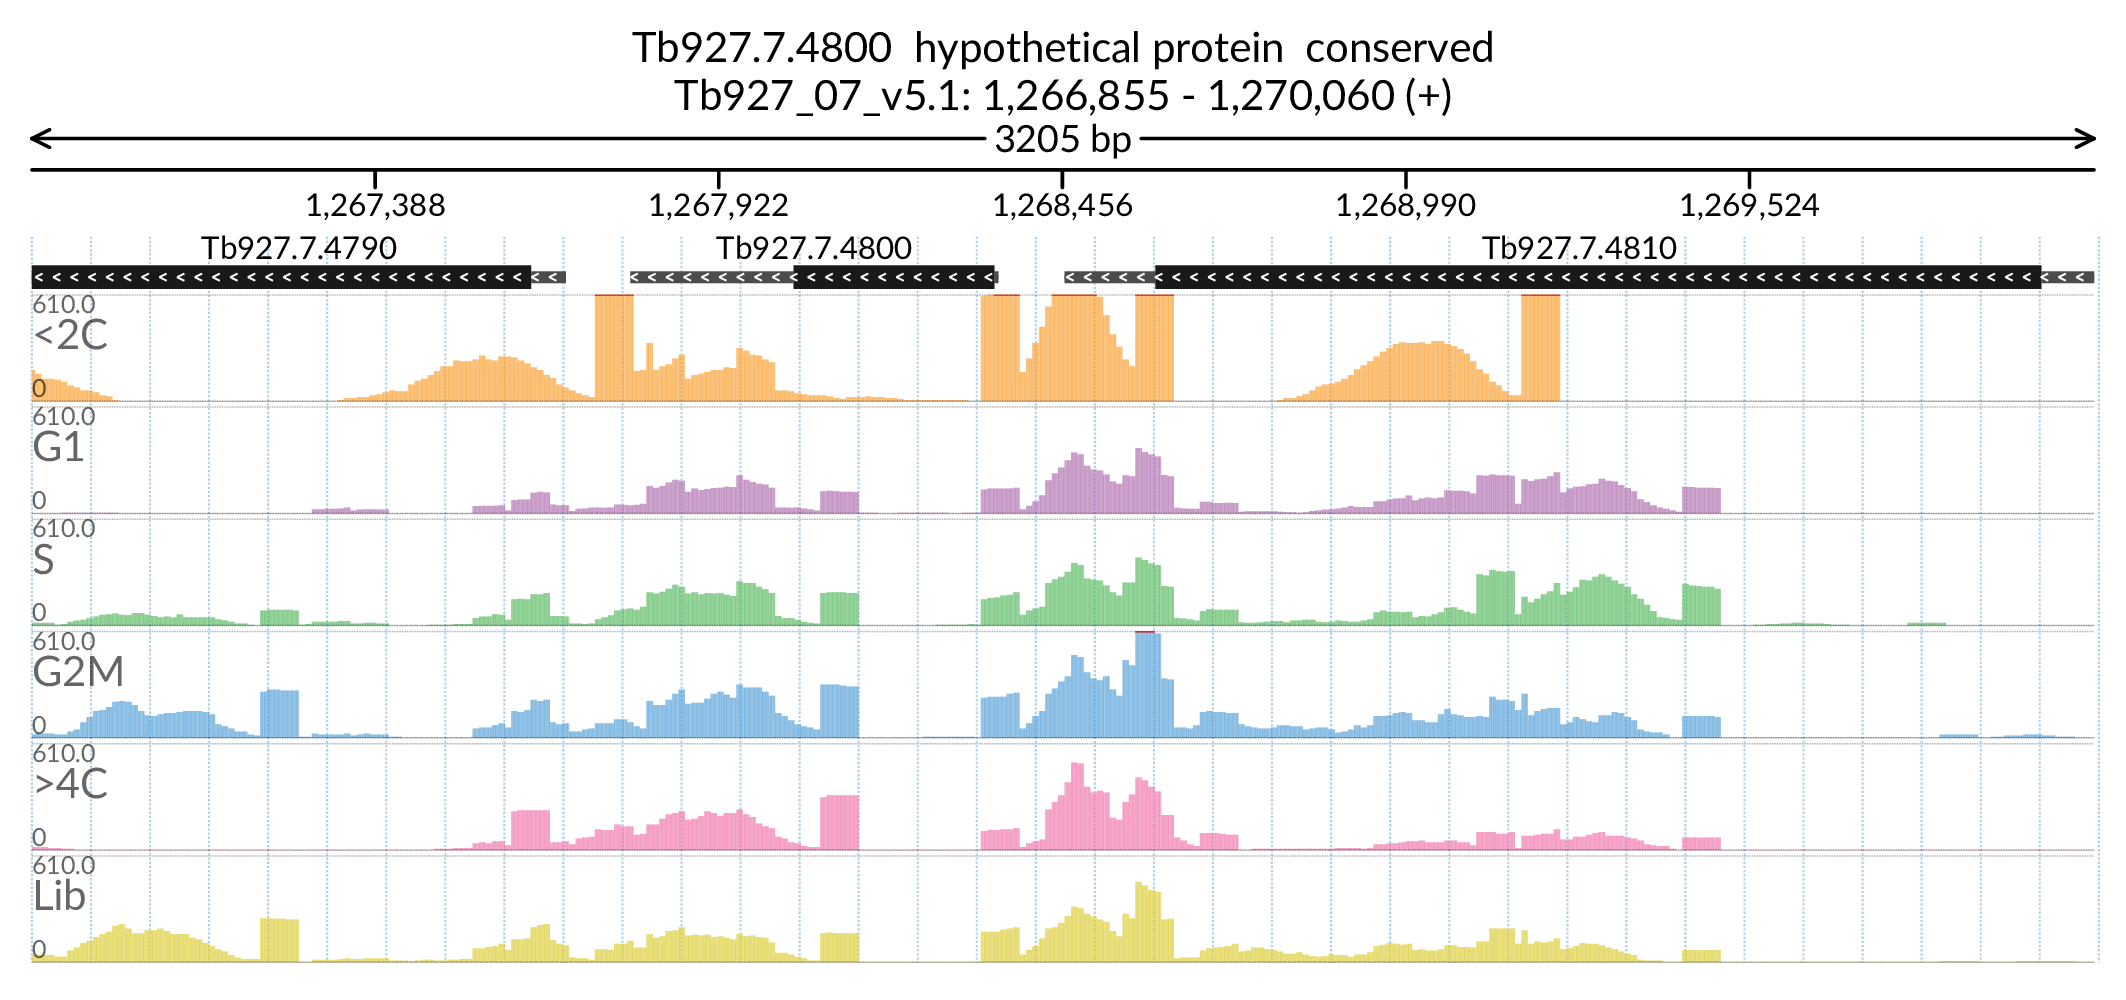 Tb927.7.4800 hypothetical protein conserved
Tb927_07_v5.1: 1,266,855 - 1,270,060 (+)
3205 bp
1,267,388 1,267,922 1,268,456 1,268,990 1,269,524
Tb927.7.4790 Tb927.7.4800 Tb927.7.4810
610.0
<2C
0
610.0
G1
0
610.0
S
0
610.0
G2M
0
610.0
>4C
0
610.0
Lib
0